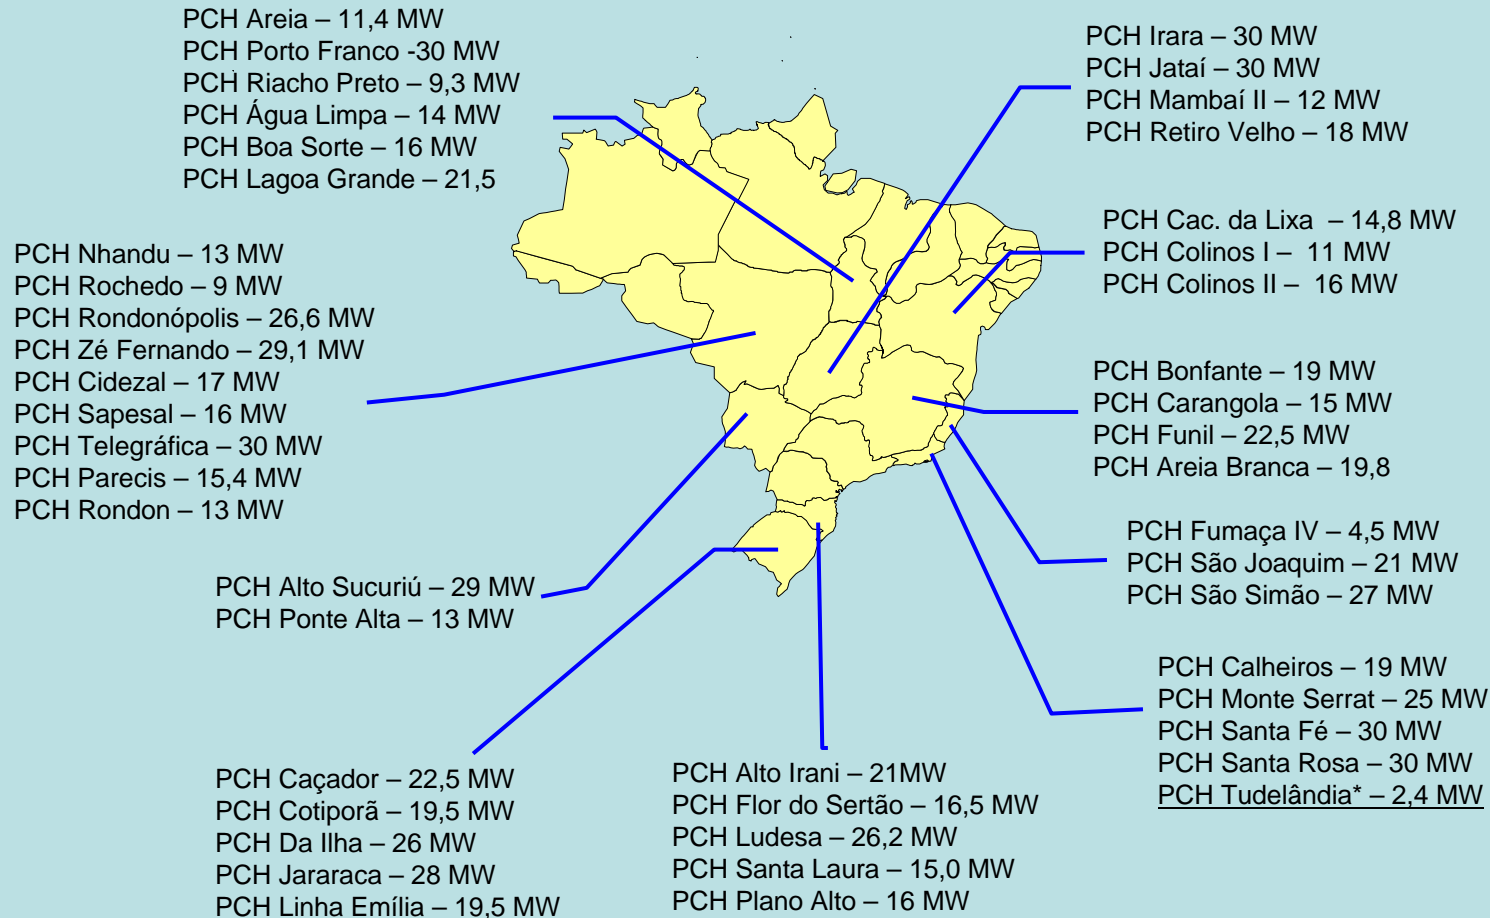 PCH Areia – 11,4 MW
PCH Porto Franco -30 MW
PCH Riacho Preto – 9,3 MW
PCH Água Limpa – 14 MW
PCH Boa Sorte – 16 MW
PCH Lagoa Grande – 21,5
PCH Irara – 30 MW
PCH Jataí – 30 MW
PCH Mambaí II – 12 MW
PCH Retiro Velho – 18 MW
PCH Cac. da Lixa – 14,8 MW
PCH Colinos I – 11 MW
PCH Colinos II – 16 MW
PCH Nhandu – 13 MW
PCH Rochedo – 9 MW
PCH Rondonópolis – 26,6 MW
PCH Zé Fernando – 29,1 MW
PCH Cidezal – 17 MW
PCH Sapesal – 16 MW
PCH Telegráfica – 30 MW
PCH Parecis – 15,4 MW
PCH Rondon – 13 MW
PCH Bonfante – 19 MW
PCH Carangola – 15 MW
PCH Funil – 22,5 MW
PCH Areia Branca – 19,8
PCH Fumaça IV – 4,5 MW
PCH São Joaquim – 21 MW
PCH São Simão – 27 MW
PCH Alto Sucuriú – 29 MW
PCH Ponte Alta – 13 MW
PCH Calheiros – 19 MW
PCH Monte Serrat – 25 MW
PCH Santa Fé – 30 MW
PCH Santa Rosa – 30 MW
PCH Tudelândia* – 2,4 MW
PCH Caçador – 22,5 MW
PCH Cotiporã – 19,5 MW
PCH Da Ilha – 26 MW
PCH Jararaca – 28 MW
PCH Linha Emília – 19,5 MW
PCH Alto Irani – 21MW
PCH Flor do Sertão – 16,5 MW
PCH Ludesa – 26,2 MW
PCH Santa Laura – 15,0 MW
PCH Plano Alto – 16 MW